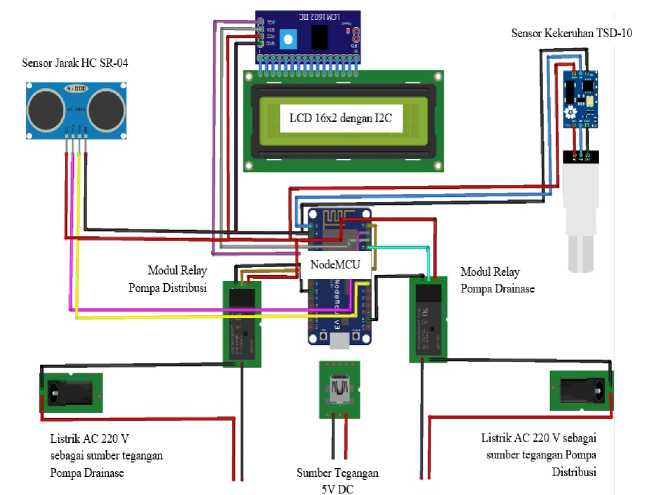 LCM1602 IIC
Sensor Kekeruhan TSD-10
Sensor Jarak HC SR-04
LCD 16x2 dengan I2C
NodeMCU
Modul Relay
Pompa Distribusi
Modul Relay
Pompa Drainase
Listrik AC 220 V
sebagai sumber tegangan
Pompa Drainase
Sumber Tegangan
5V DC
Listrik AC 220 V sebagai
sumber tegangan Pompa
Distribusi